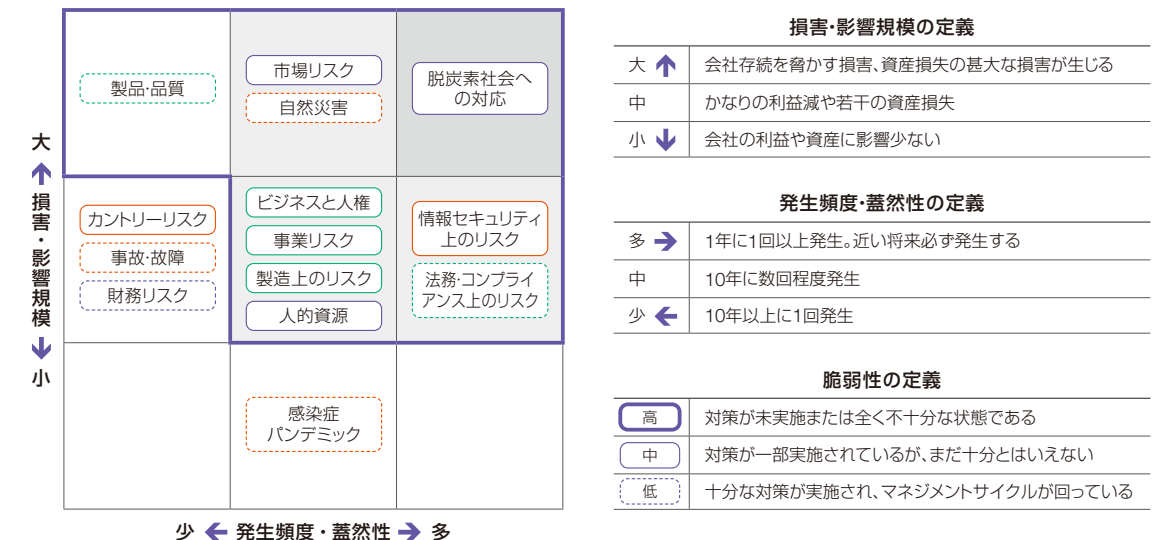 製品・品質
市場リスク
自然災害
脱炭素社会へ
の対応
カントリーリスク
事故・故障
財務リスク
ビジネスと人権
事業リスク
製造上のリスク
人的資源
情報セキュリティ
上のリスク
法務・コンプライ
アンス上のリスク
感染症
パンデミック
大 ↑ 損害・影響規模 ↓ 小
少 ← 発生頻度・蓋然性 → 多
損害・影響規模の定義
大 ↑ 会社存続を脅かす損害、資産損失の甚大な損害が生じる
中 かなりの利益減や若干の資産損失
小 ↓ 会社の利益や資産に影響少ない
発生頻度・蓋然性の定義
多 → 1年に1回以上発生。近い将来必ず発生する
中 10年に数回程度発生
少 ← 10年以上に1回発生
脆弱性の定義
高 対策が未実施または全く不十分な状態である
中 対策が一部実施されているが、まだ十分とはいえない
低 十分な対策が実施され、マネジメントサイクルが回っている